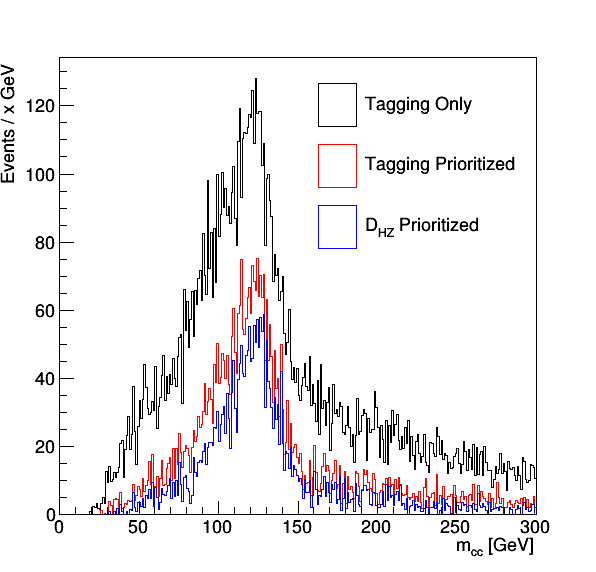 Events / x GeV
120
100
80
60
40
20
0
Tagging Only
Tagging Prioritized
D_HZ Prioritized
0 50 100 150 200 250 300
m_cc [GeV]